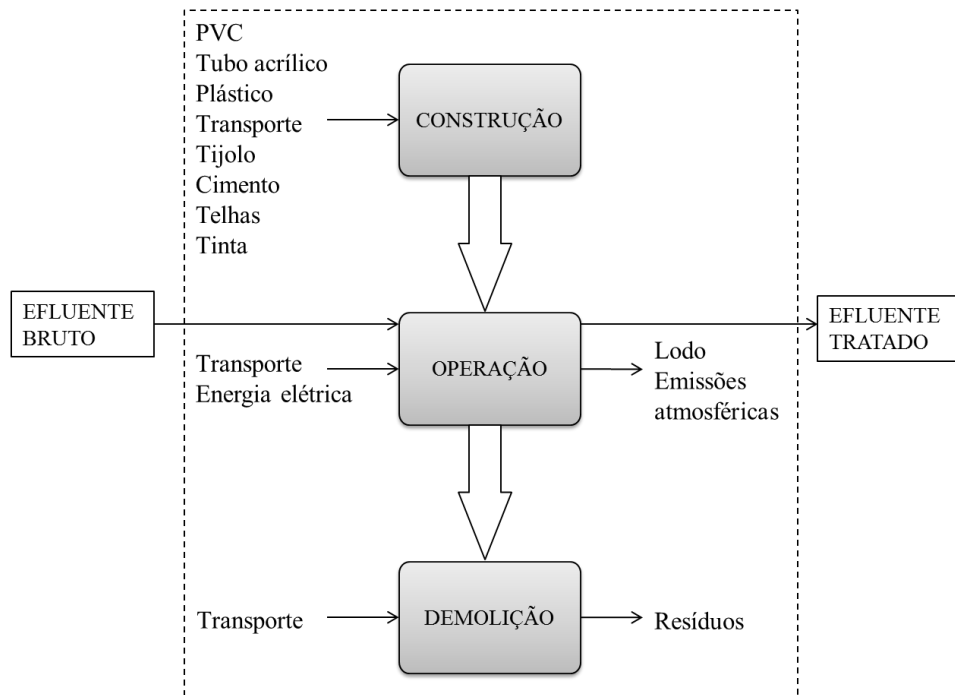 PVC
Tubo acrílico
Plástico
Transporte
Tijolo
Cimento
Telhas
Tinta
CONSTRUÇÃO
EFLUENTE
BRUTO
Transporte
Energia elétrica
OPERAÇÃO
Lodo
Emissões
atmosféricas
EFLUENTE
TRATADO
Transporte
DEMOLIÇÃO
Resíduos